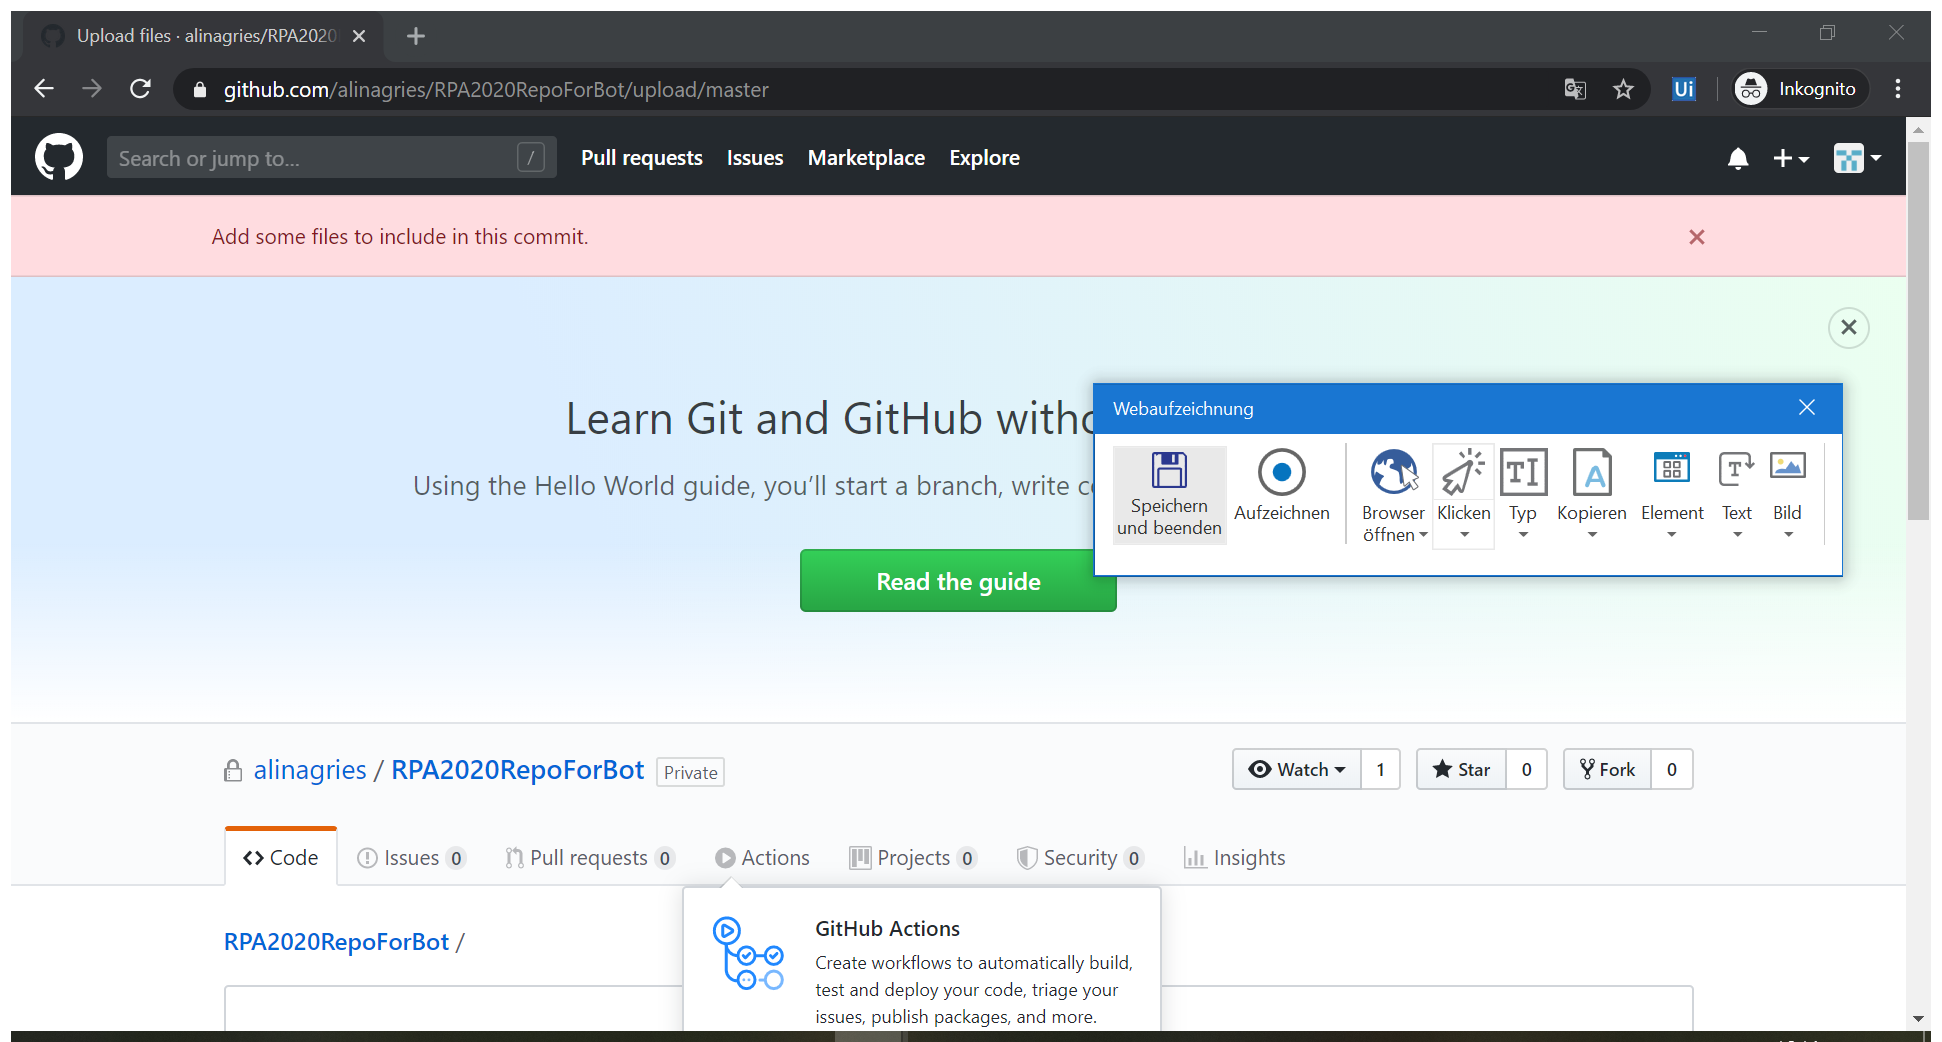 Upload files · alinagries/RPA2020
github.com/alinagries/RPA2020RepoForBot/upload/master
Ui
Inkognito
Search or jump to...
/
Pull requests
Issues
Marketplace
Explore
Add some files to include in this commit.
Learn Git and GitHub witho
Using the Hello World guide, you’ll start a branch, write c
Read the guide
Webaufzeichnung
Speichern
und beenden
Aufzeichnen
Browser
öffnen
Klicken
Typ
Kopieren
Element
Text
Bild
alinagries / RPA2020RepoForBot Private
Watch 1
Star 0
Fork 0
Code
Issues 0
Pull requests 0
Actions
Projects 0
Security 0
Insights
RPA2020RepoForBot /
GitHub Actions
Create workflows to automatically build,
test and deploy your code, triage your
issues, publish packages, and more.